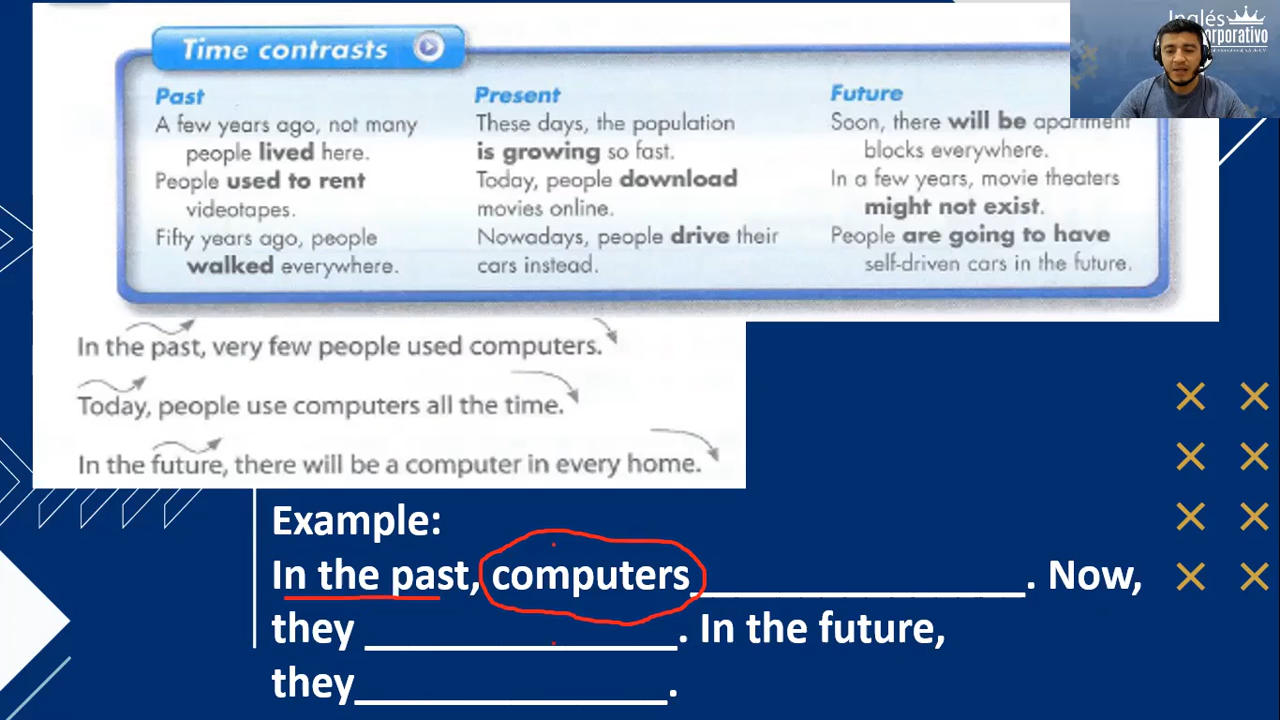 Inglés
orporativo
Time contrasts
Past
A few years ago, not many
people lived here.
People used to rent
videotapes.
Fifty years ago, people
walked everywhere.
Present
These days, the population
is growing so fast.
Today, people download
movies online.
Nowadays, people drive their
cars instead.
Future
Soon, there will be apartment
blocks everywhere.
In a few years, movie theaters
might not exist.
People are going to have
self-driven cars in the future.
In the past, very few people used computers.
Today, people use computers all the time.
In the future, there will be a computer in every home.
Example:
In the past, computers_______________. Now,
they ______________. In the future,
they______________.